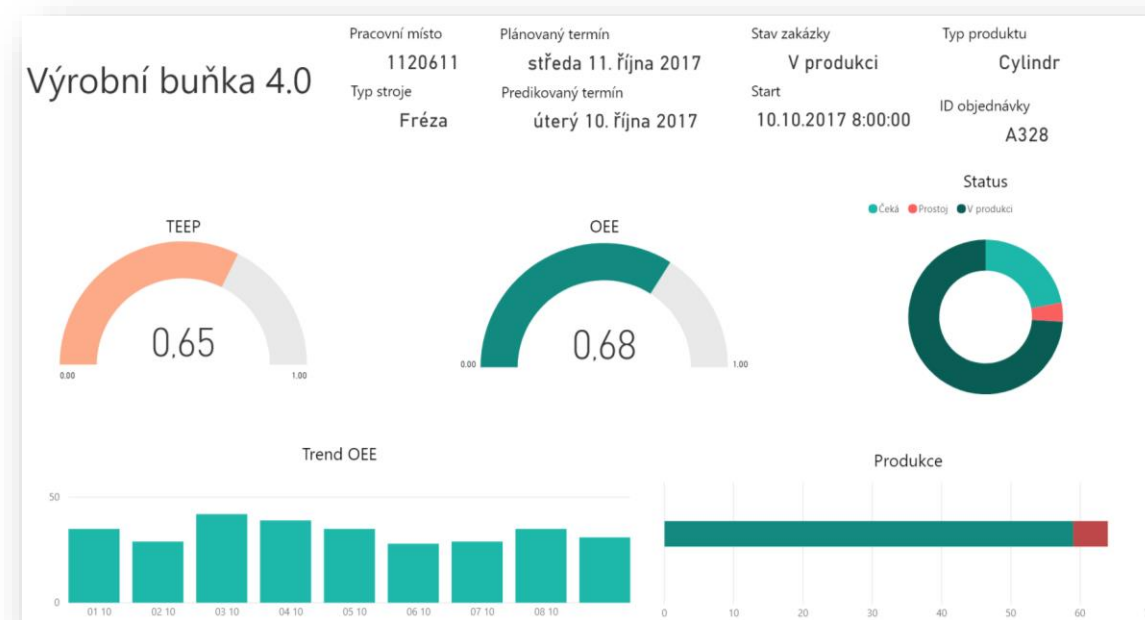 Výrobní buňka 4.0
Pracovní místo
1120611
Typ stroje
Fréza
Plánovaný termín
středa 11. října 2017
Predikovaný termín
úterý 10. října 2017
Stav zakázky
V produkci
Start
10.10.2017 8:00:00
Typ produktu
Cylindr
ID objednávky
A328
TEEP
0,65
0.00
1.00
OEE
0,68
0.00
1.00
Status
Čeká Prostoj V produkci
Trend OEE
50
0
01 10 02 10 03 10 04 10 05 10 06 10 07 10 08 10
Produkce
0 10 20 30 40 50 60